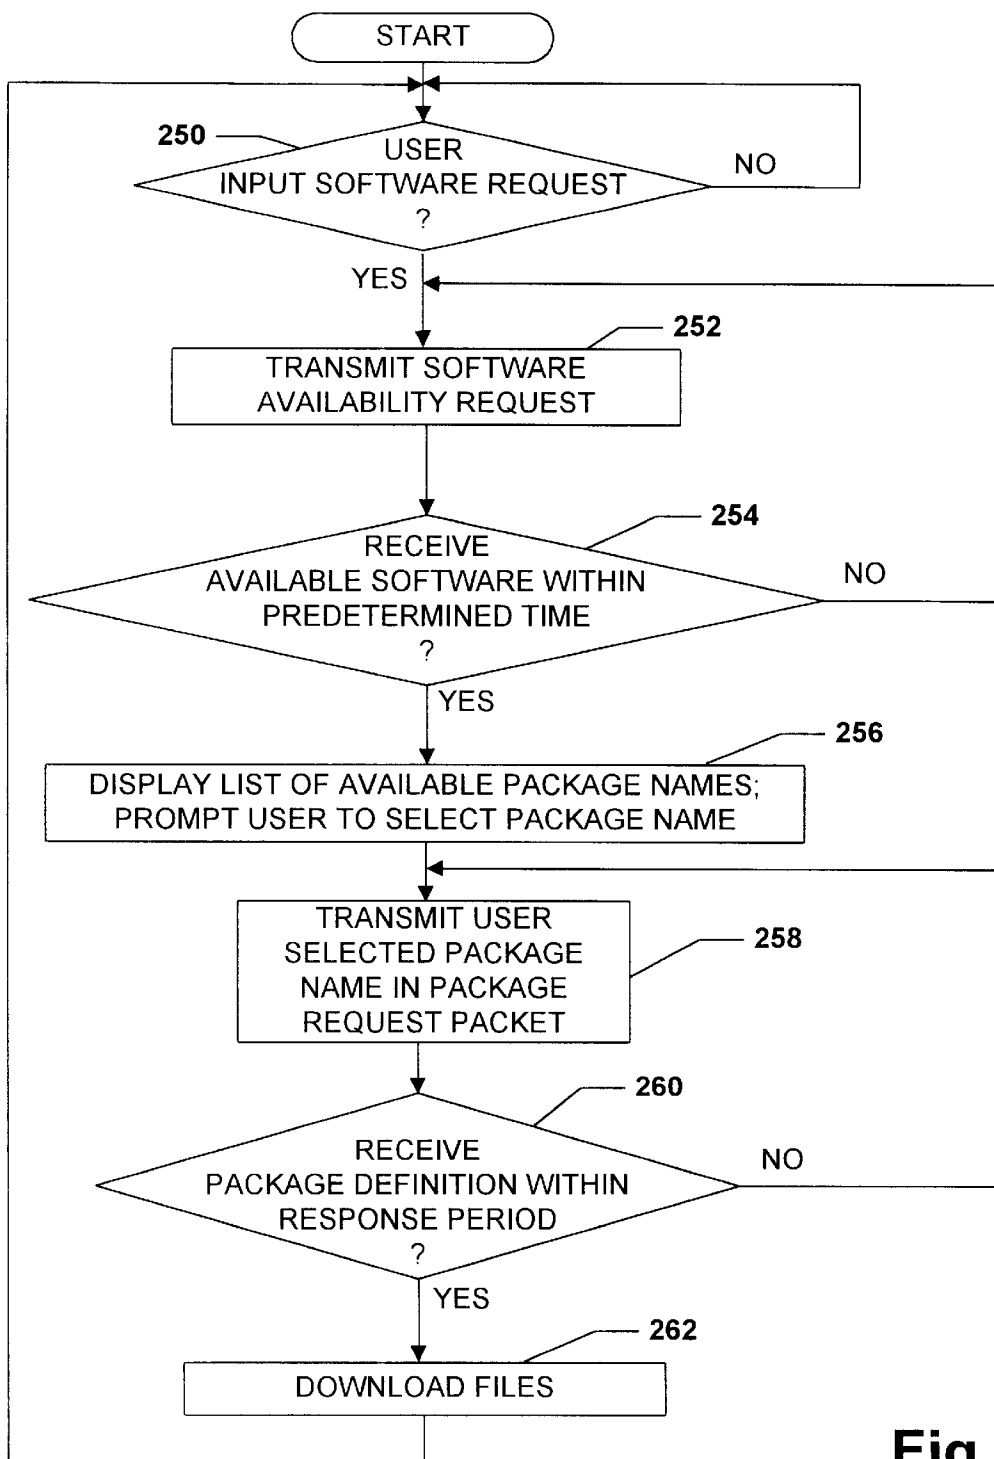 START
250
USER
INPUT SOFTWARE REQUEST
?
NO
YES
252
TRANSMIT SOFTWARE
AVAILABILITY REQUEST
254
RECEIVE
AVAILABLE SOFTWARE WITHIN
PREDETERMINED TIME
?
NO
YES
256
DISPLAY LIST OF AVAILABLE PACKAGE NAMES;
PROMPT USER TO SELECT PACKAGE NAME
258
TRANSMIT USER
SELECTED PACKAGE
NAME IN PACKAGE
REQUEST PACKET
260
RECEIVE
PACKAGE DEFINITION WITHIN
RESPONSE PERIOD
?
NO
YES
262
DOWNLOAD FILES
Fig